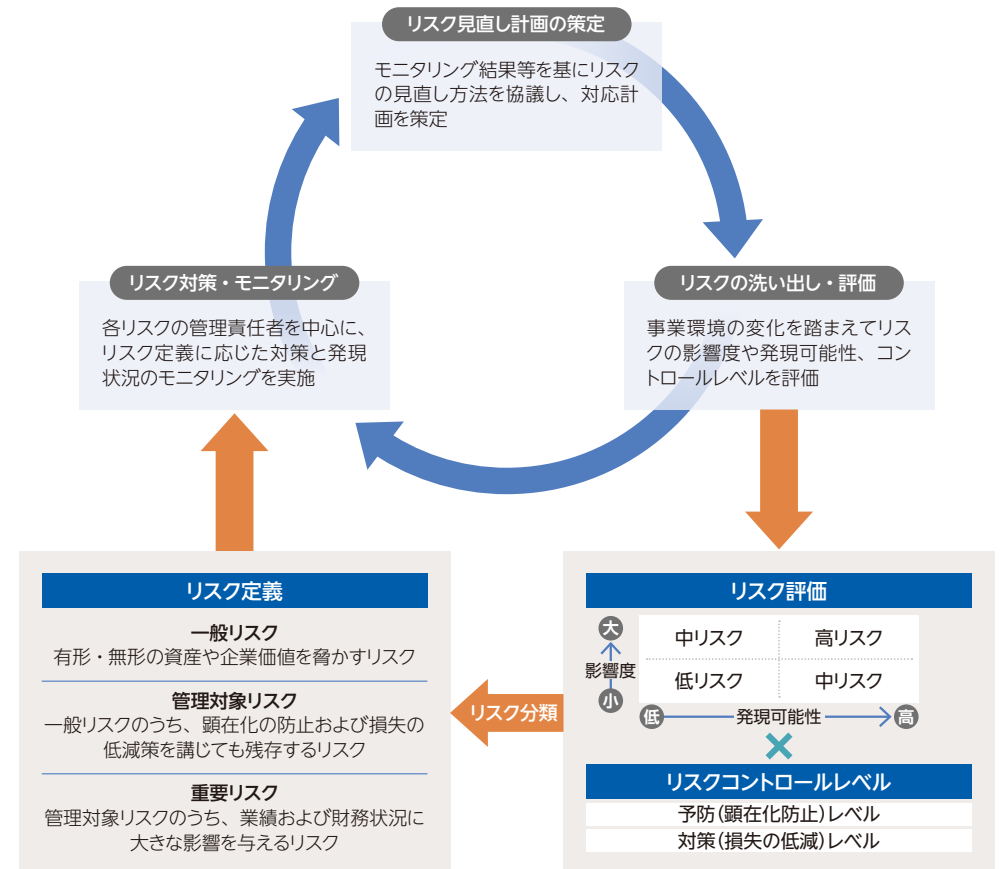 リスク見直し計画の策定
モニタリング結果等を基にリスク
の見直し方法を協議し、対応計
画を策定
リスク対策・モニタリング
各リスクの管理責任者を中心に、
リスク定義に応じた対策と発現
状況のモニタリングを実施
リスクの洗い出し・評価
事業環境の変化を踏まえてリス
クの影響度や発現可能性、コン
トロールレベルを評価
リスク定義
一般リスク
有形・無形の資産や企業価値を脅かすリスク
管理対象リスク
一般リスクのうち、顕在化の防止および損失の
低減策を講じても残存するリスク
重要リスク
管理対象リスクのうち、業績および財務状況に
大きな影響を与えるリスク
リスク分類
リスク評価
大
影響度
小
中リスク
高リスク
低リスク
中リスク
低
発現可能性
高
×
リスクコントロールレベル
予防(顕在化防止)レベル
対策(損失の低減)レベル